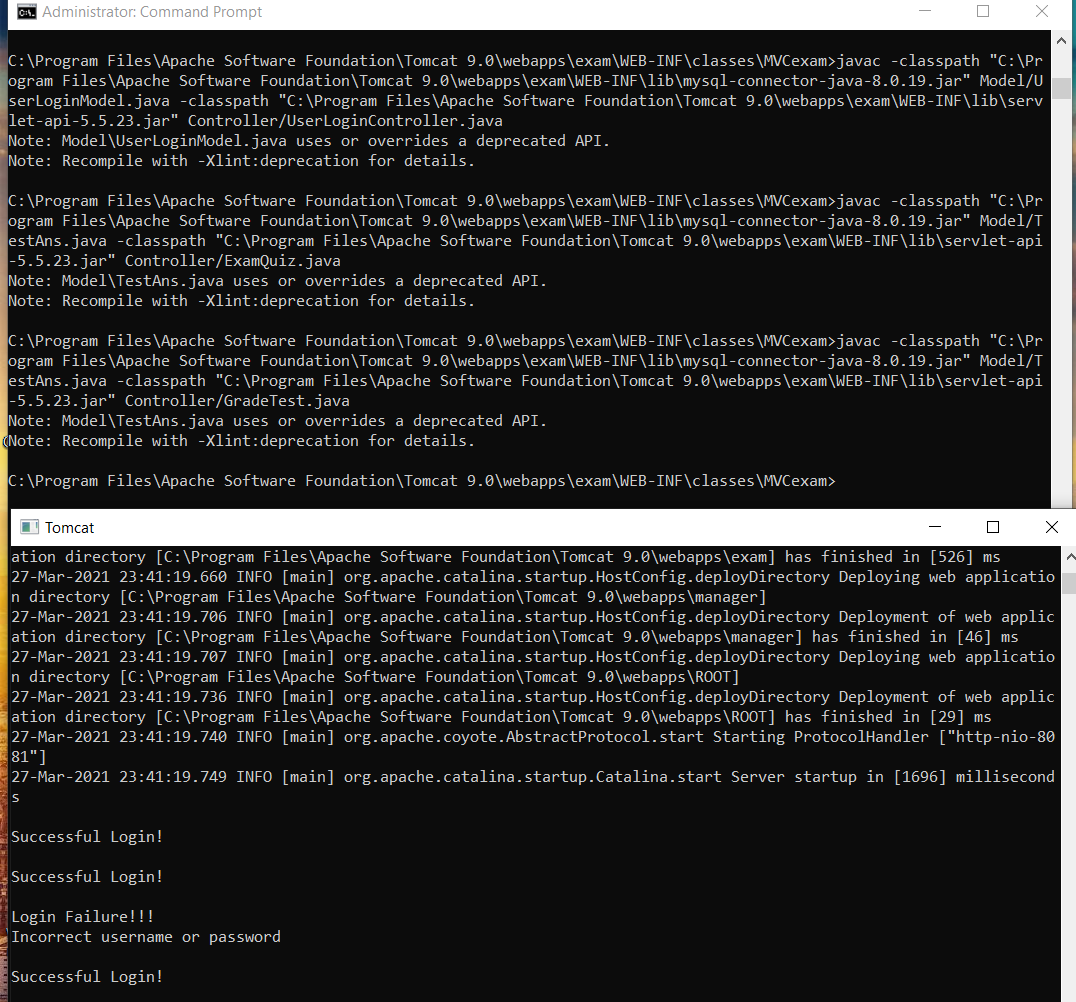 Administrator: Command Prompt
C:\Program Files\Apache Software Foundation\Tomcat 9.0\webapps\exam\WEB-INF\classes\MVCexam>javac -classpath "C:\Pr
ogram Files\Apache Software Foundation\Tomcat 9.0\webapps\exam\WEB-INF\lib\mysql-connector-java-8.0.19.jar" Model/U
serLoginModel.java -classpath "C:\Program Files\Apache Software Foundation\Tomcat 9.0\webapps\exam\WEB-INF\lib\serv
let-api-5.5.23.jar" Controller/UserLoginController.java
Note: Model\UserLoginModel.java uses or overrides a deprecated API.
Note: Recompile with -Xlint:deprecation for details.
C:\Program Files\Apache Software Foundation\Tomcat 9.0\webapps\exam\WEB-INF\classes\MVCexam>javac -classpath "C:\Pr
ogram Files\Apache Software Foundation\Tomcat 9.0\webapps\exam\WEB-INF\lib\mysql-connector-java-8.0.19.jar" Model/T
estAns.java -classpath "C:\Program Files\Apache Software Foundation\Tomcat 9.0\webapps\exam\WEB-INF\lib\servlet-api
-5.5.23.jar" Controller/ExamQuiz.java
Note: Model\TestAns.java uses or overrides a deprecated API.
Note: Recompile with -Xlint:deprecation for details.
C:\Program Files\Apache Software Foundation\Tomcat 9.0\webapps\exam\WEB-INF\classes\MVCexam>javac -classpath "C:\Pr
ogram Files\Apache Software Foundation\Tomcat 9.0\webapps\exam\WEB-INF\lib\mysql-connector-java-8.0.19.jar" Model/T
estAns.java -classpath "C:\Program Files\Apache Software Foundation\Tomcat 9.0\webapps\exam\WEB-INF\lib\servlet-api
-5.5.23.jar" Controller/GradeTest.java
Note: Model\TestAns.java uses or overrides a deprecated API.
Note: Recompile with -Xlint:deprecation for details.
C:\Program Files\Apache Software Foundation\Tomcat 9.0\webapps\exam\WEB-INF\classes\MVCexam>
Tomcat
ation directory [C:\Program Files\Apache Software Foundation\Tomcat 9.0\webapps\exam] has finished in [526] ms
27-Mar-2021 23:41:19.660 INFO [main] org.apache.catalina.startup.HostConfig.deployDirectory Deploying web applicatio
n directory [C:\Program Files\Apache Software Foundation\Tomcat 9.0\webapps\manager]
27-Mar-2021 23:41:19.706 INFO [main] org.apache.catalina.startup.HostConfig.deployDirectory Deployment of web applic
ation directory [C:\Program Files\Apache Software Foundation\Tomcat 9.0\webapps\manager] has finished in [46] ms
27-Mar-2021 23:41:19.707 INFO [main] org.apache.catalina.startup.HostConfig.deployDirectory Deploying web applicatio
n directory [C:\Program Files\Apache Software Foundation\Tomcat 9.0\webapps\ROOT]
27-Mar-2021 23:41:19.736 INFO [main] org.apache.catalina.startup.HostConfig.deployDirectory Deployment of web applic
ation directory [C:\Program Files\Apache Software Foundation\Tomcat 9.0\webapps\ROOT] has finished in [29] ms
27-Mar-2021 23:41:19.740 INFO [main] org.apache.coyote.AbstractProtocol.start Starting ProtocolHandler ["http-nio-80
81"]
27-Mar-2021 23:41:19.749 INFO [main] org.apache.catalina.startup.Catalina.start Server startup in [1696] millisecond
s
Successful Login!
Successful Login!
Login Failure!!!
Incorrect username or password
Successful Login!